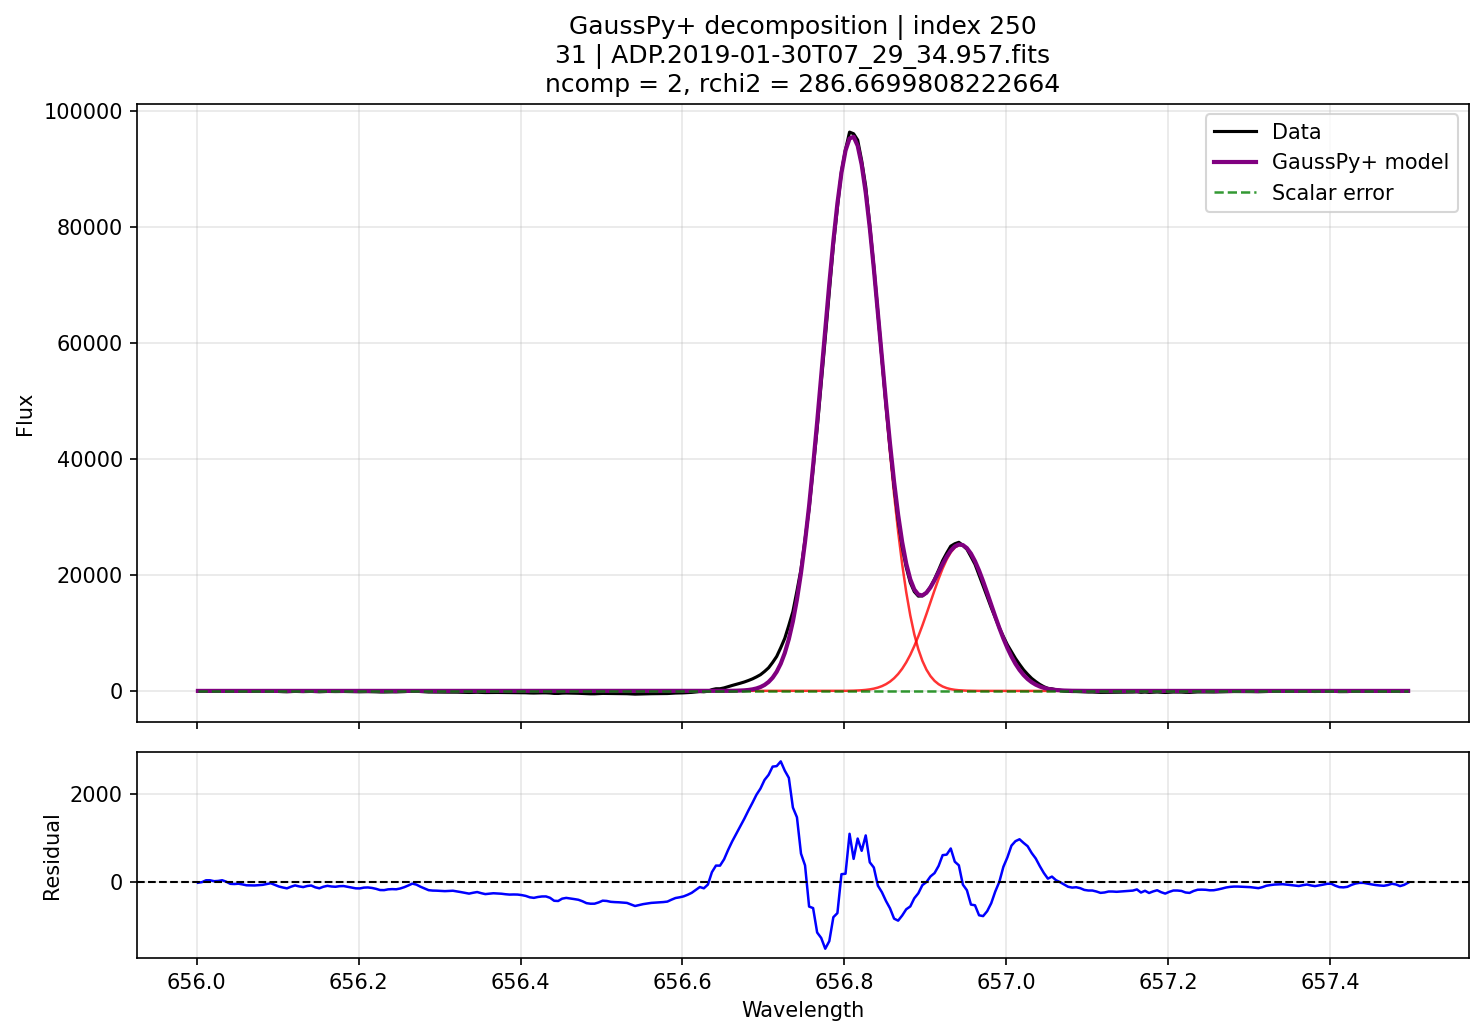 GaussPy+ decomposition | index 250
31 | ADP.2019-01-30T07_29_34.957.fits
ncomp = 2, rchi2 = 286.6699808222664
Data
GaussPy+ model
Scalar error
Flux
100000
80000
60000
40000
20000
0
Residual
2000
0
656.0 656.2 656.4 656.6 656.8 657.0 657.2 657.4
Wavelength